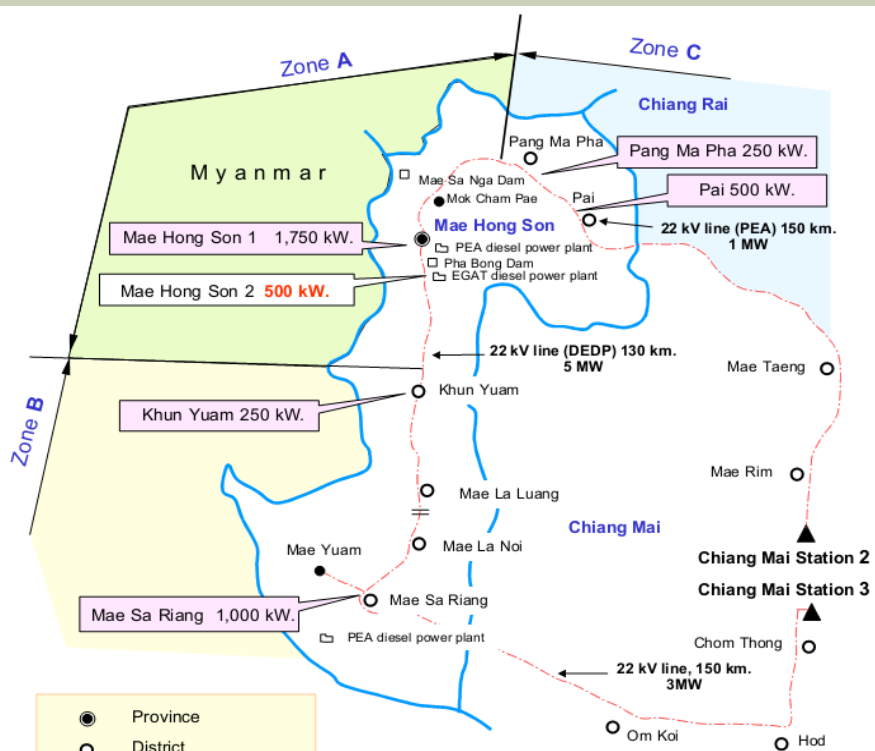 Zone A
Zone C
Chiang Rai
Pang Ma Pha
Pang Ma Pha 250 kW.
Myanmar
Mae Sa Nga Dam
Pai 500 kW.
Mok Cham Pae
Pai
Mae Hong Son
22 kV line (PEA) 150 km.
1 MW
Mae Hong Son 1 1,750 kW.
PEA diesel power plant
Pha Bong Dam
EGAT diesel power plant
Mae Hong Son 2 500 kW.
22 kV line (DEDP) 130 km.
5 MW
Mae Taeng
Zone B
Khun Yuam 250 kW.
Khun Yuam
Mae Rim
Mae La Luang
Chiang Mai
Mae La Noi
Mae Yuam
Chiang Mai Station 2
Chiang Mai Station 3
Mae Sa Riang 1,000 kW.
Mae Sa Riang
PEA diesel power plant
Chom Thong
22 kV line, 150 km.
3MW
Om Koi
Hod
Province
District